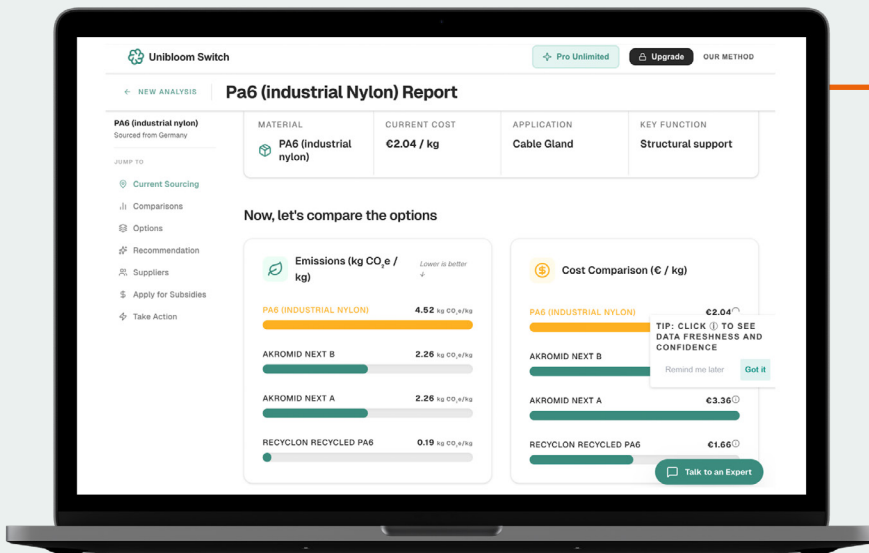 Unibloom Switch
Pro Unlimited
Upgrade
OUR METHOD
← NEW ANALYSIS
Pa6 (industrial Nylon) Report
PA6 (industrial nylon)
Sourced from Germany
JUMP TO
Current Sourcing
Comparisons
Options
Recommendation
Suppliers
Apply for Subsidies
Take Action
MATERIAL
PA6 (industrial
nylon)
CURRENT COST
€2.04 / kg
APPLICATION
Cable Gland
KEY FUNCTION
Structural support
Now, let's compare the options
Emissions (kg CO₂e /
kg)
Lower is better
↓
PA6 (INDUSTRIAL NYLON) 4.52 kg CO₂e/kg
AKROMID NEXT B 2.26 kg CO₂e/kg
AKROMID NEXT A 2.26 kg CO₂e/kg
RECYCLON RECYCLED PA6 0.19 kg CO₂e/kg
Cost Comparison (€ / kg)
PA6 (INDUSTRIAL NYLON) €2.04
AKROMID NEXT B
AKROMID NEXT A €3.36
RECYCLON RECYCLED PA6 €1.66
TIP: CLICK ⓘ TO SEE
DATA FRESHNESS AND
CONFIDENCE
Remind me later
Got it
Talk to an Expert